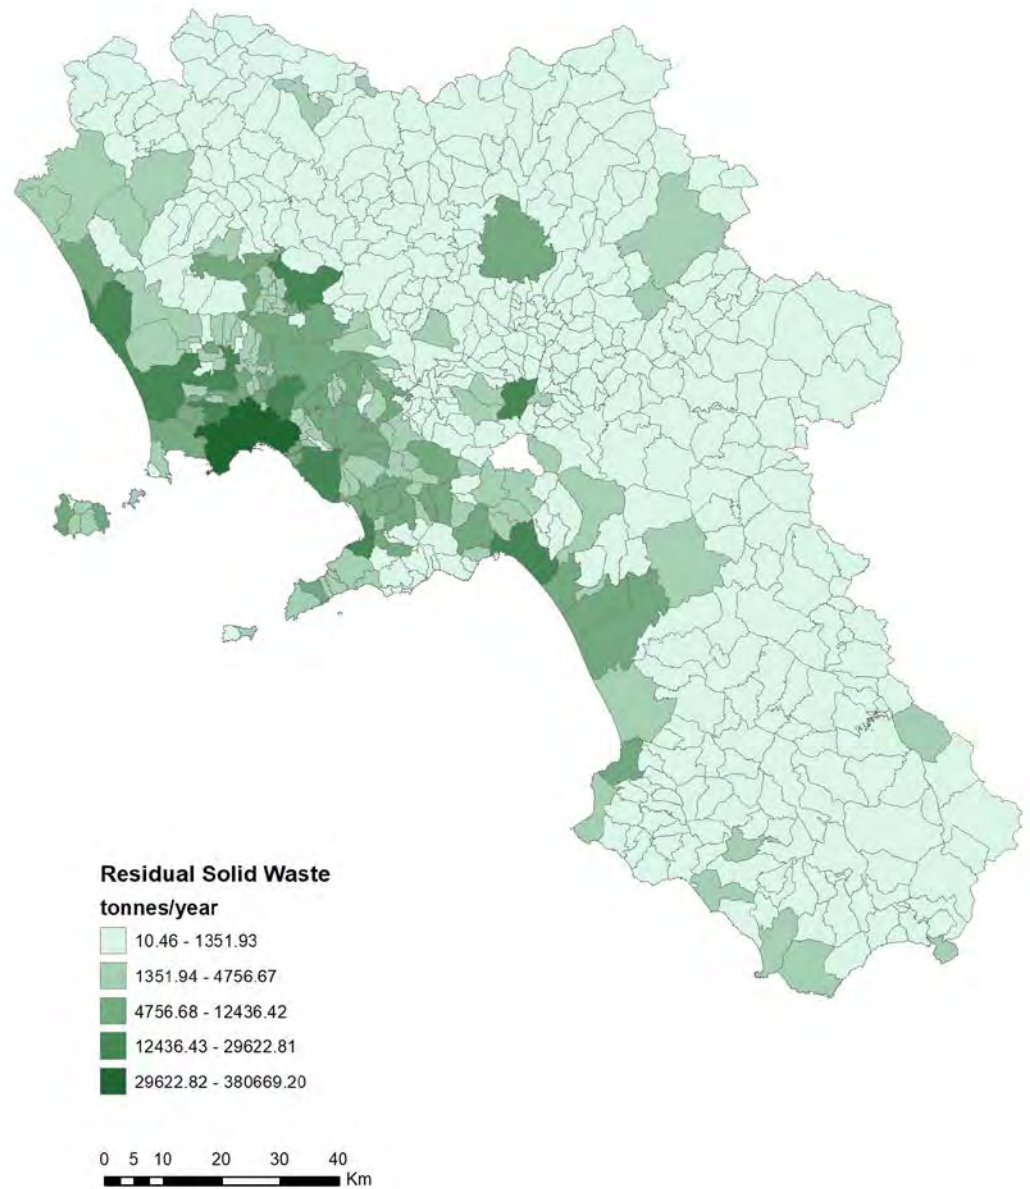 Residual Solid Waste
tonnes/year
10.46 - 1351.93
1351.94 - 4756.67
4756.68 - 12436.42
12436.43 - 29622.81
29622.82 - 380669.20
0 5 10 20 30 40
Km